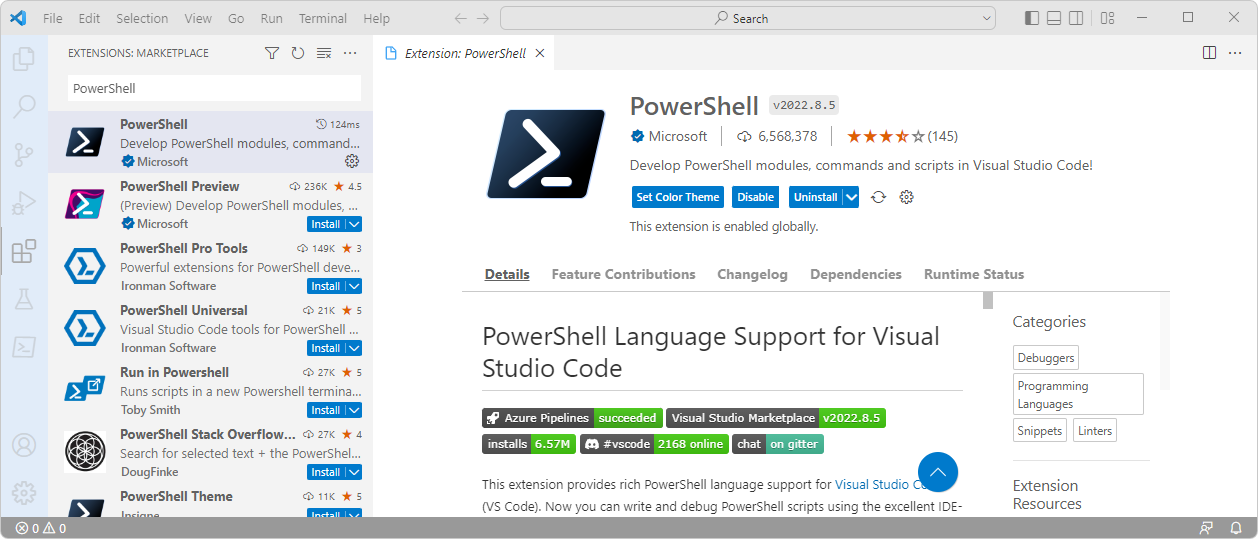 File Edit Selection View Go Run Terminal Help
Search
EXTENSIONS: MARKETPLACE
PowerShell
PowerShell 124ms
Develop PowerShell modules, comman­d...
Microsoft
PowerShell Preview 236K 4.5
(Preview) Develop PowerShell modules, ...
Microsoft Install
PowerShell Pro Tools 149K 3
Powerful extensions for PowerShell deve...
Ironman Software Install
PowerShell Universal 21K 5
Visual Studio Code tools for PowerShell ...
Ironman Software Install
Run in Powershell 27K 5
Runs scripts in a new Powershell termina...
Toby Smith Install
PowerShell Stack Overflow... 27K 4
Search for selected text + the PowerShel...
DougFinke Install
PowerShell Theme 11K 5
Insigne Install
Extension: PowerShell
PowerShell v2022.8.5
Microsoft 6,568,378 (145)
Develop PowerShell modules, commands and scripts in Visual Studio Code!
Set Color Theme Disable Uninstall
This extension is enabled globally.
Details Feature Contributions Changelog Dependencies Runtime Status
PowerShell Language Support for Visual
Studio Code
Azure Pipelines succeeded Visual Studio Marketplace v2022.8.5
installs 6.57M #vscode 2168 online chat on gitter
This extension provides rich PowerShell language support for Visual Studio
(VS Code). Now you can write and debug PowerShell scripts using the excellent IDE-
Categories
Debuggers
Programming
Languages
Snippets Linters
Extension
Resources
0 0